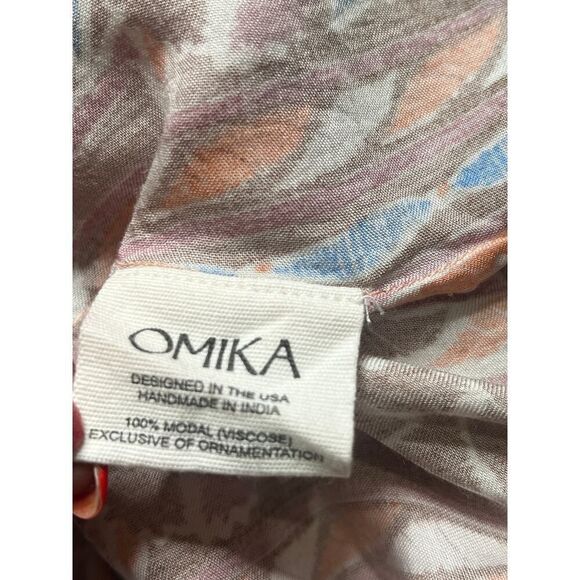 OMIKA
DESIGNED IN THE USA
HANDMADE IN INDIA
100% MODAL (VISCOSE)
EXCLUSIVE OF ORNAMENTATION